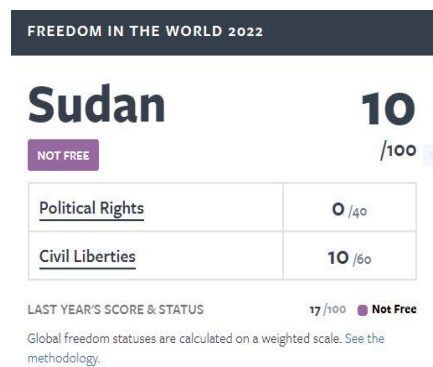 FREEDOM IN THE WORLD 2022
Sudan 10
NOT FREE /100
Political Rights 0 /40
Civil Liberties 10 /60
LAST YEAR'S SCORE & STATUS 17 /100 Not Free
Global freedom statuses are calculated on a weighted scale. See the
methodology.